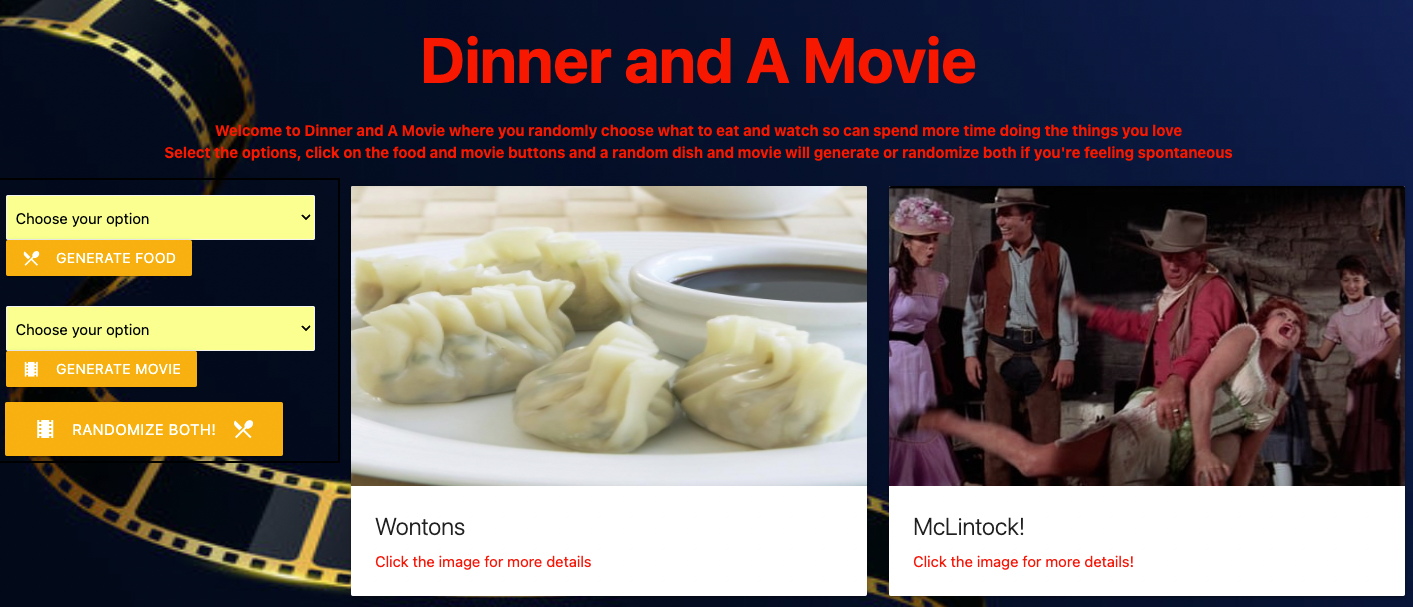 Dinner and A Movie
Welcome to Dinner and A Movie where you randomly choose what to eat and watch so can spend more time doing the things you love
Select the options, click on the food and movie buttons and a random dish and movie will generate or randomize both if you're feeling spontaneous
Choose your option
GENERATE FOOD
Choose your option
GENERATE MOVIE
RANDOMIZE BOTH!
Wontons
Click the image for more details
McLintock!
Click the image for more details!